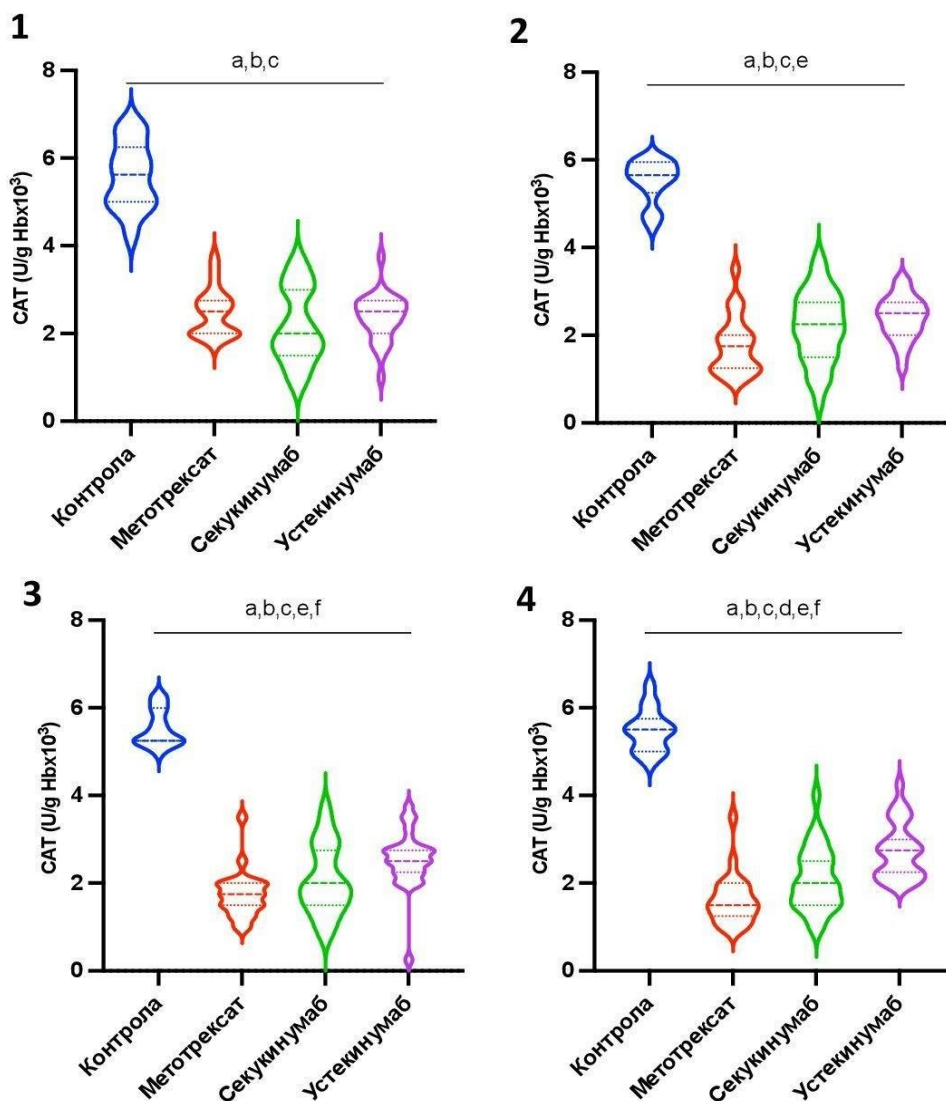 1
a,b,c
8
6
4
2
0
CAT (U/g Hbx10³)
Контрола
Метотрексат
Секукинумаб
Устекинумаб
2
a,b,c,e
8
6
4
2
0
CAT (U/g Hbx10³)
Контрола
Метотрексат
Секукинумаб
Устекинумаб
3
a,b,c,e,f
8
6
4
2
0
CAT (U/g Hbx10³)
Контрола
Метотрексат
Секукинумаб
Устекинумаб
4
a,b,c,d,e,f
8
6
4
2
0
CAT (U/g Hbx10³)
Контрола
Метотрексат
Секукинумаб
Устекинумаб